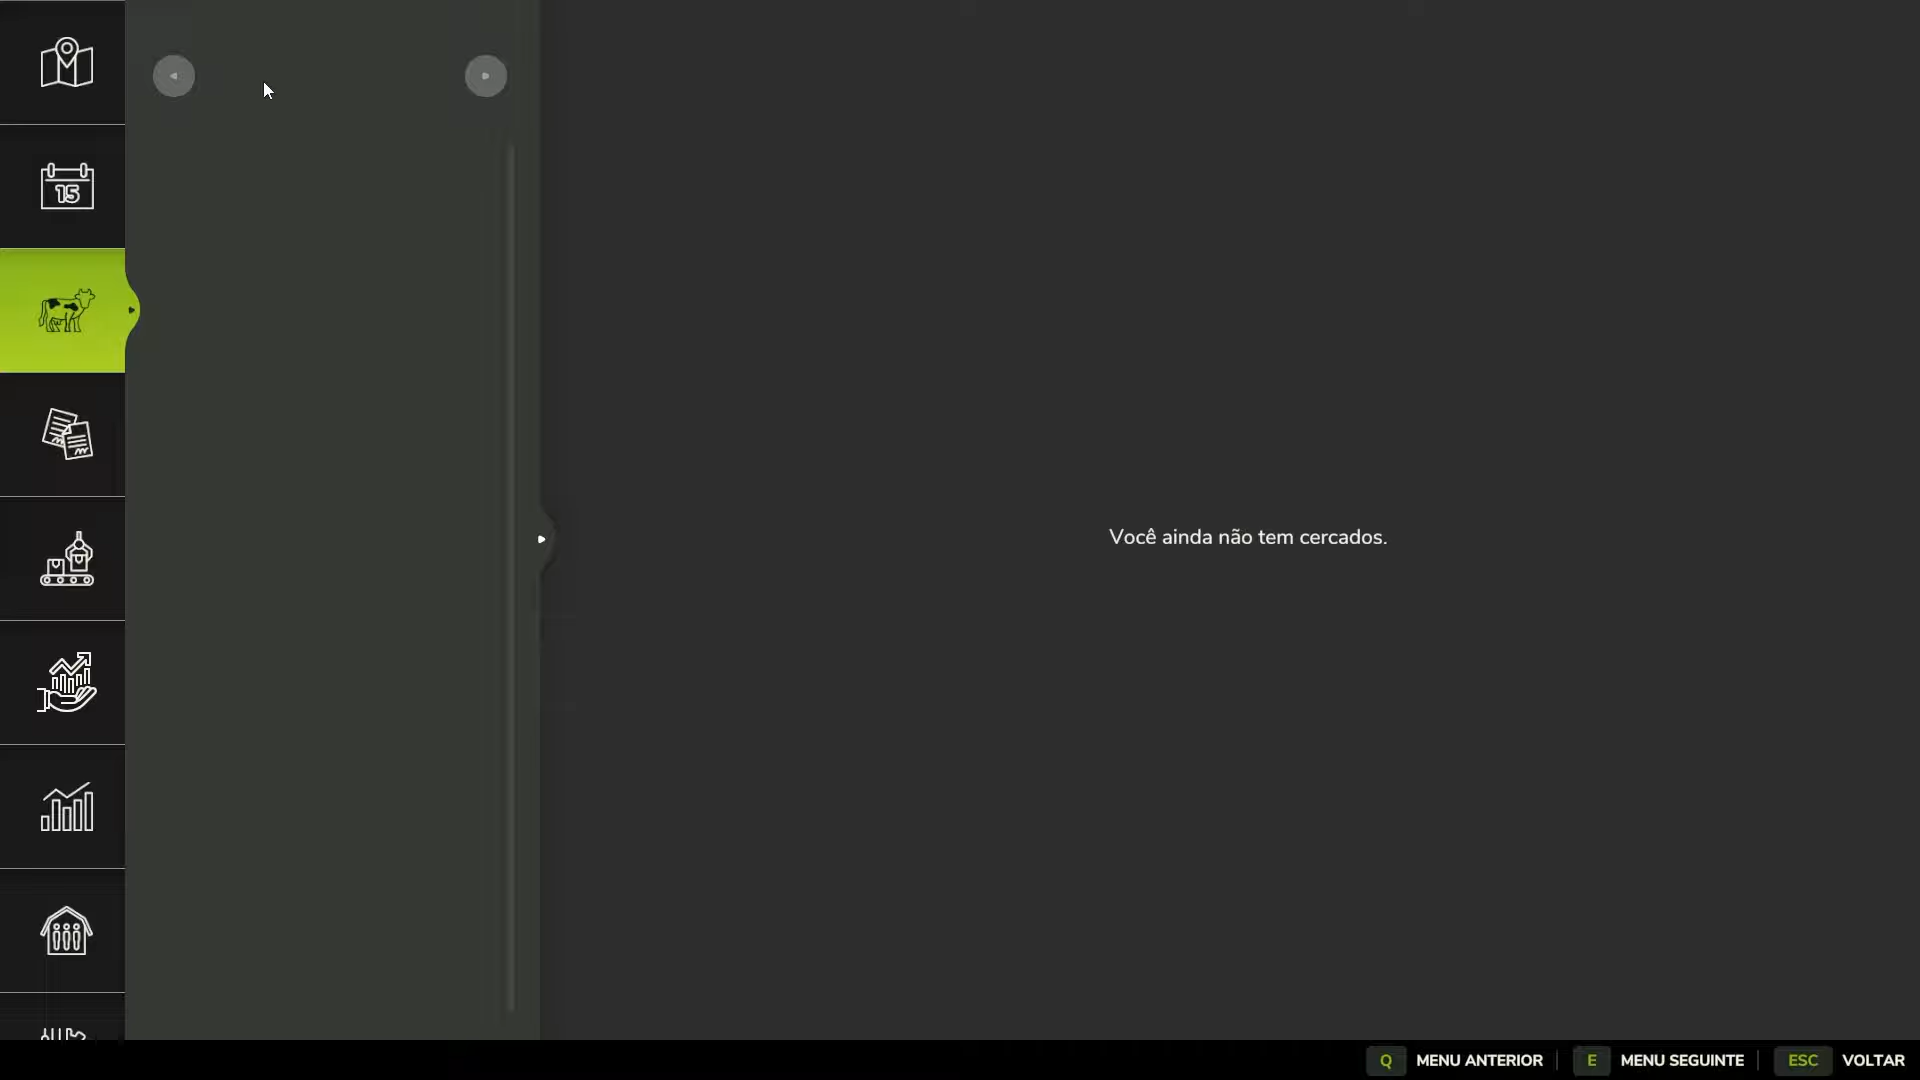 15
Você ainda não tem cercados.
Q MENU ANTERIOR E MENU SEGUINTE ESC VOLTAR